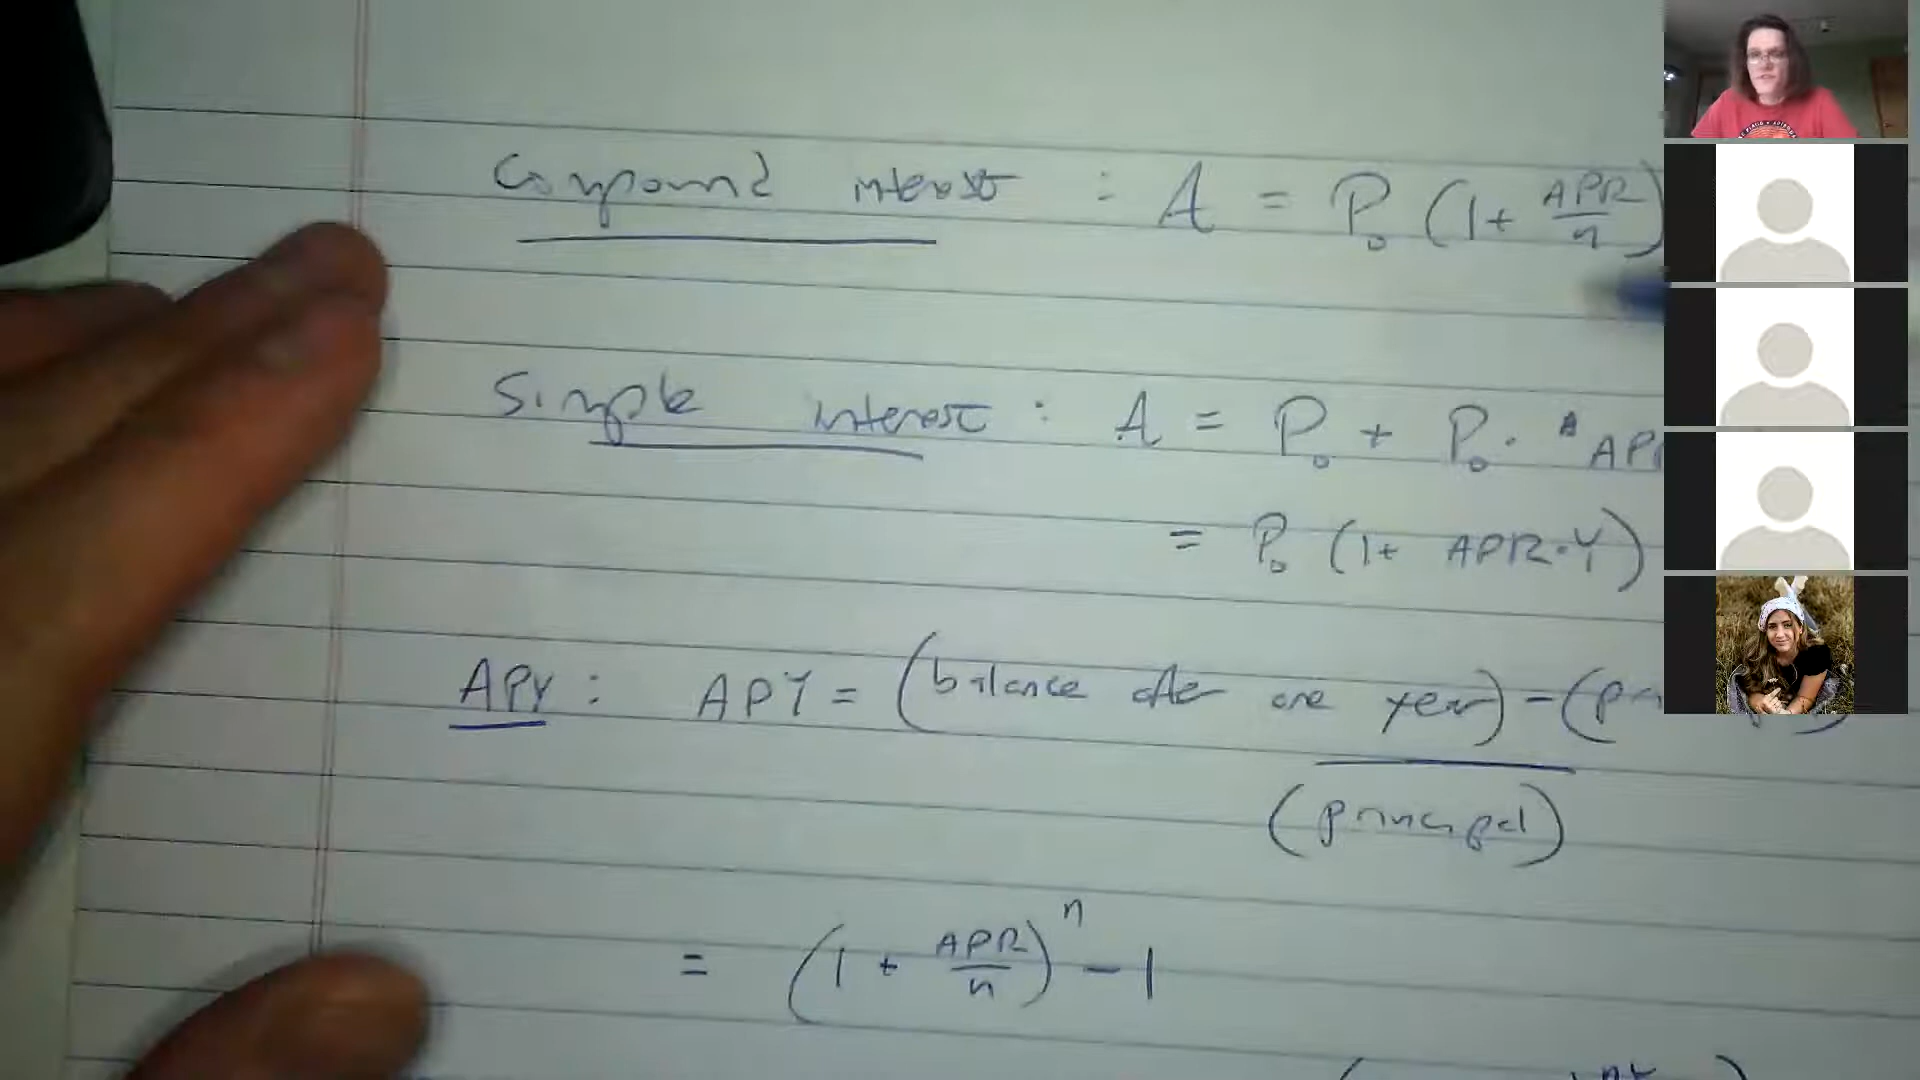 Compound interest : A = P₀ (1 + APR/n)
Simple interest : A = P₀ + P₀ · APR
= P₀ (1 + APR · Y)
APY : APY = (balance after one year) - (
(principal)
= (1 + APR/n)ⁿ - 1